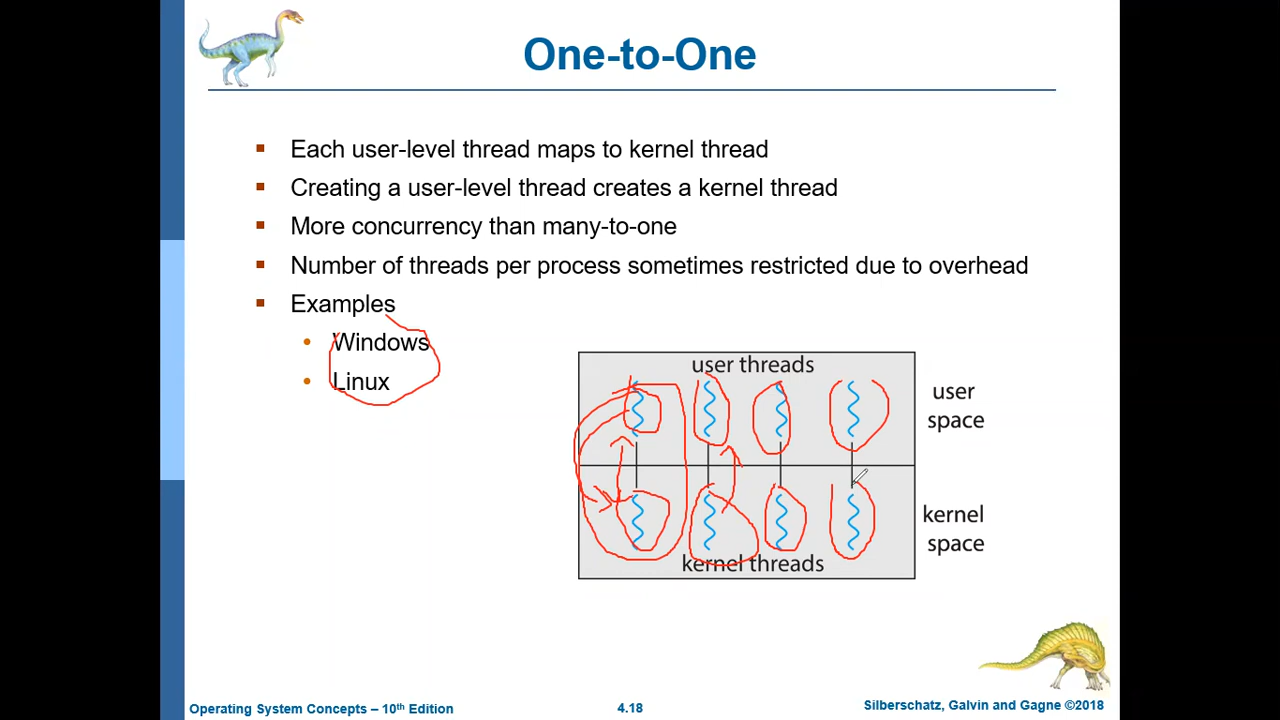 One-to-One
Each user-level thread maps to kernel thread
Creating a user-level thread creates a kernel thread
More concurrency than many-to-one
Number of threads per process sometimes restricted due to overhead
Examples
Windows
Linux
user threads
user
space
kernel
space
kernel threads
Operating System Concepts – 10th Edition
4.18
Silberschatz, Galvin and Gagne ©2018